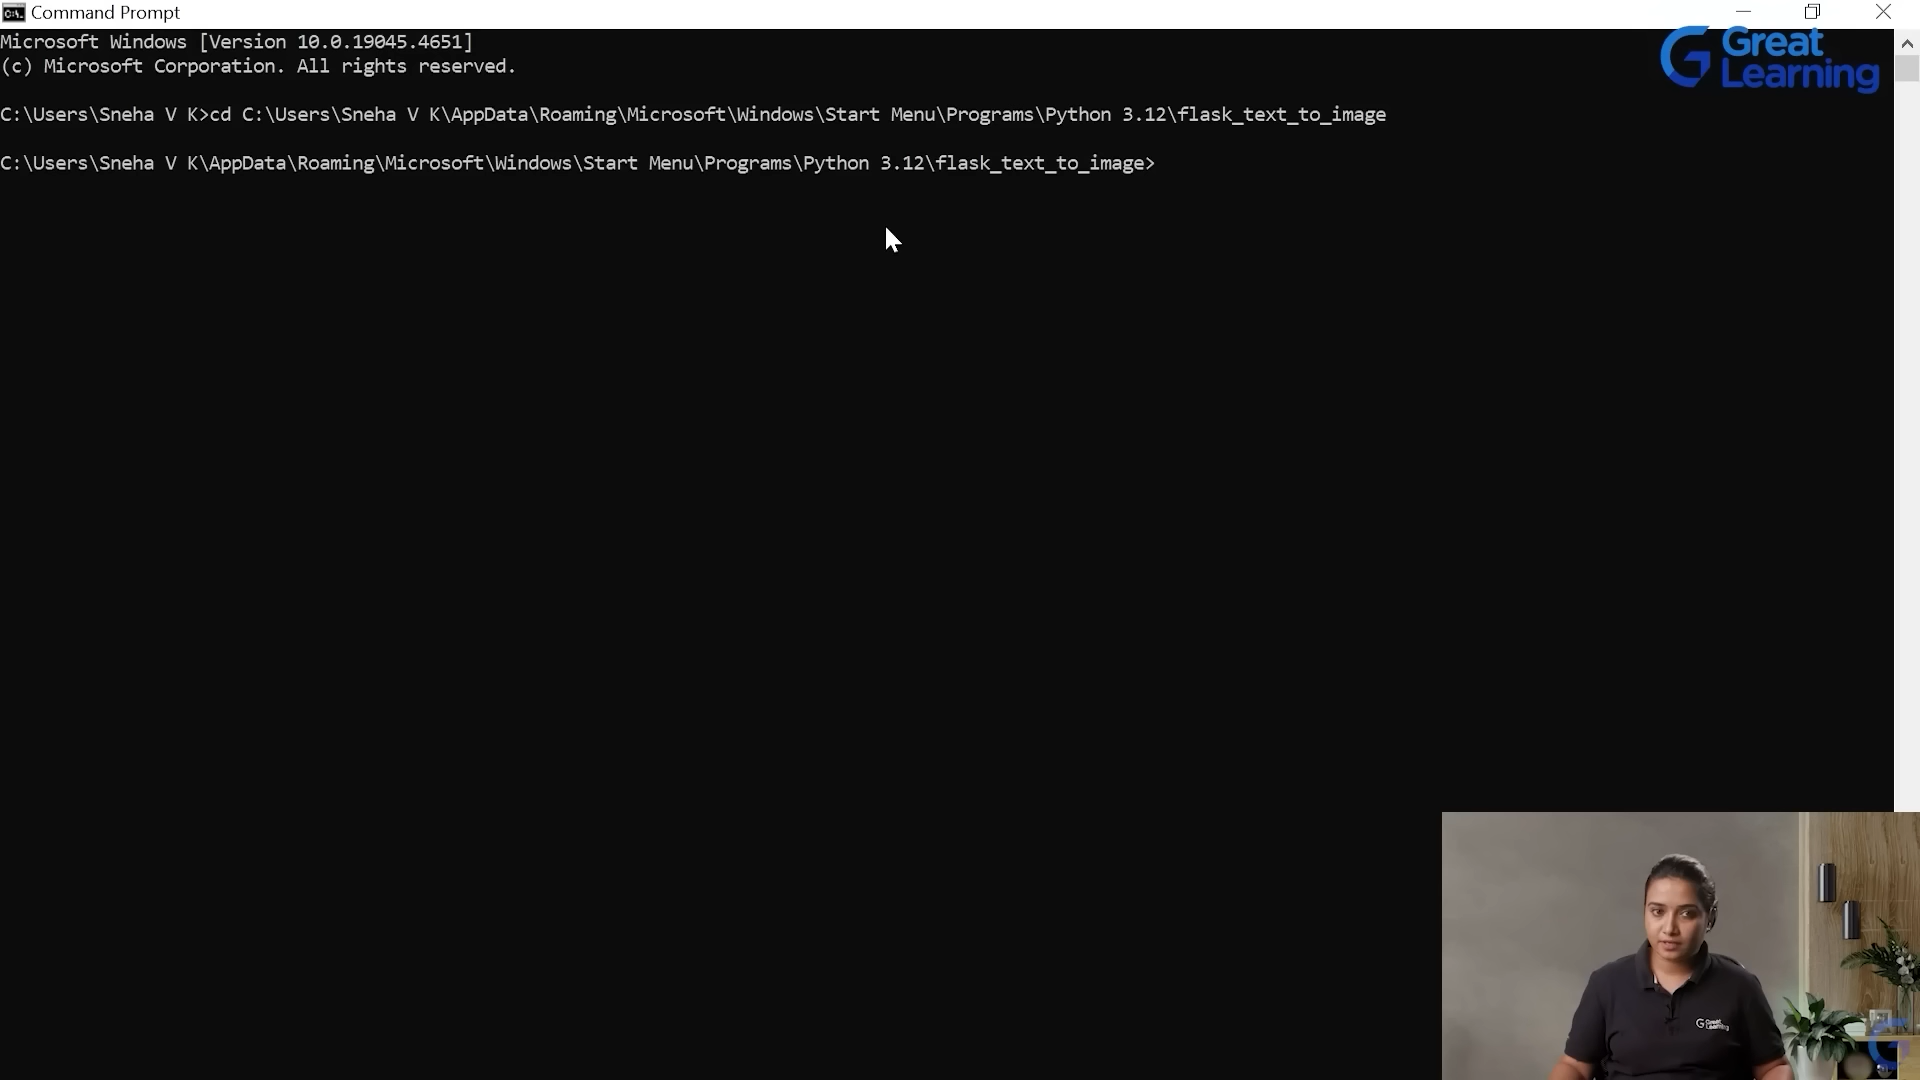 Command Prompt
Microsoft Windows [Version 10.0.19045.4651]
(c) Microsoft Corporation. All rights reserved.
C:\Users\Sneha V K>cd C:\Users\Sneha V K\AppData\Roaming\Microsoft\Windows\Start Menu\Programs\Python 3.12\flask_text_to_image
C:\Users\Sneha V K\AppData\Roaming\Microsoft\Windows\Start Menu\Programs\Python 3.12\flask_text_to_image>
Great
Learning
Great
Learning